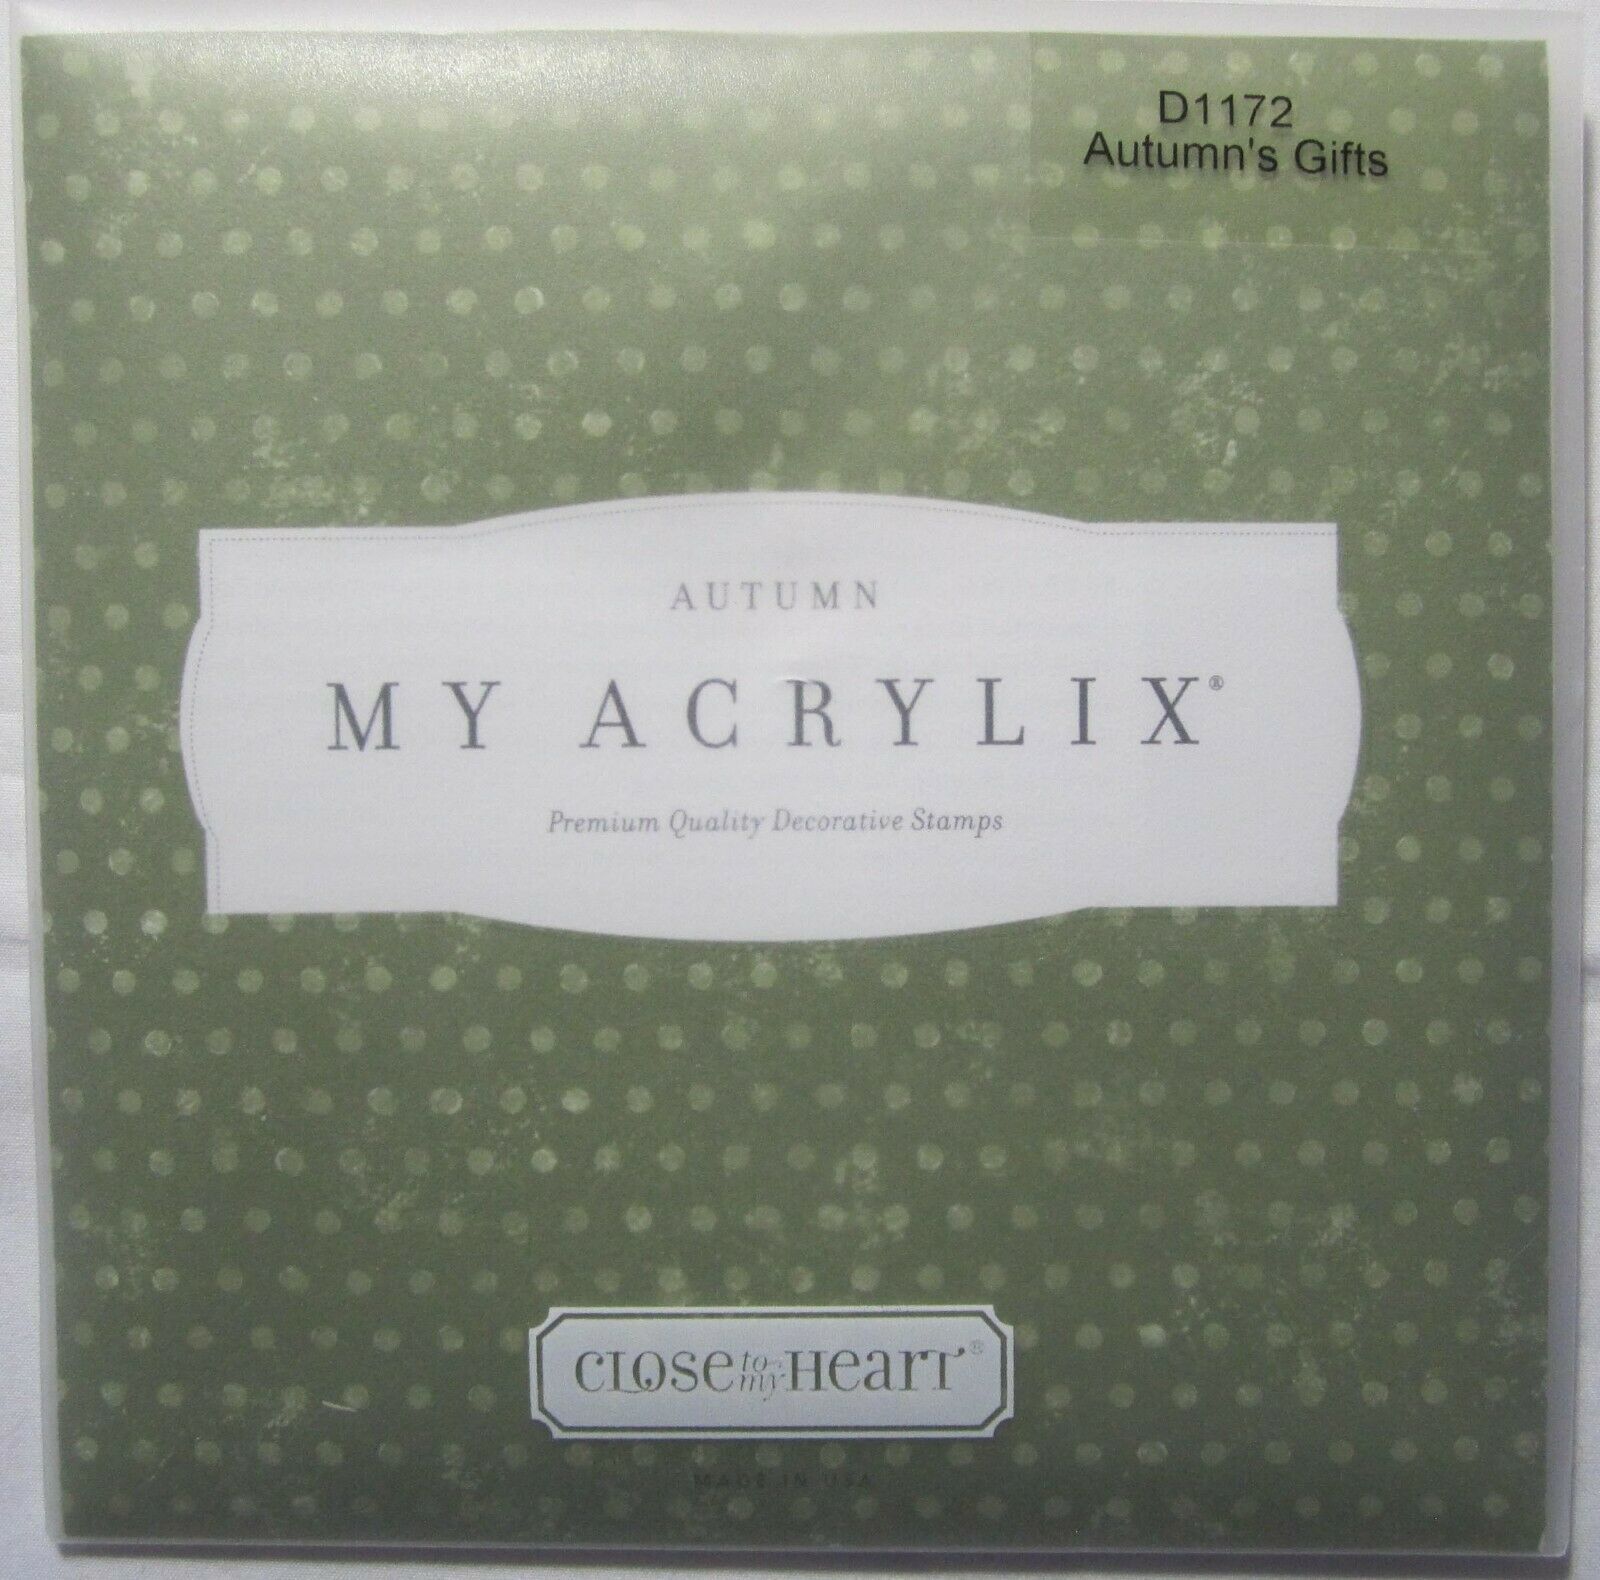 D1172
Autumn's Gifts
AUTUMN
MY ACRYLIX®
Premium Quality Decorative Stamps
CLOSE to my HEART®
MADE IN USA